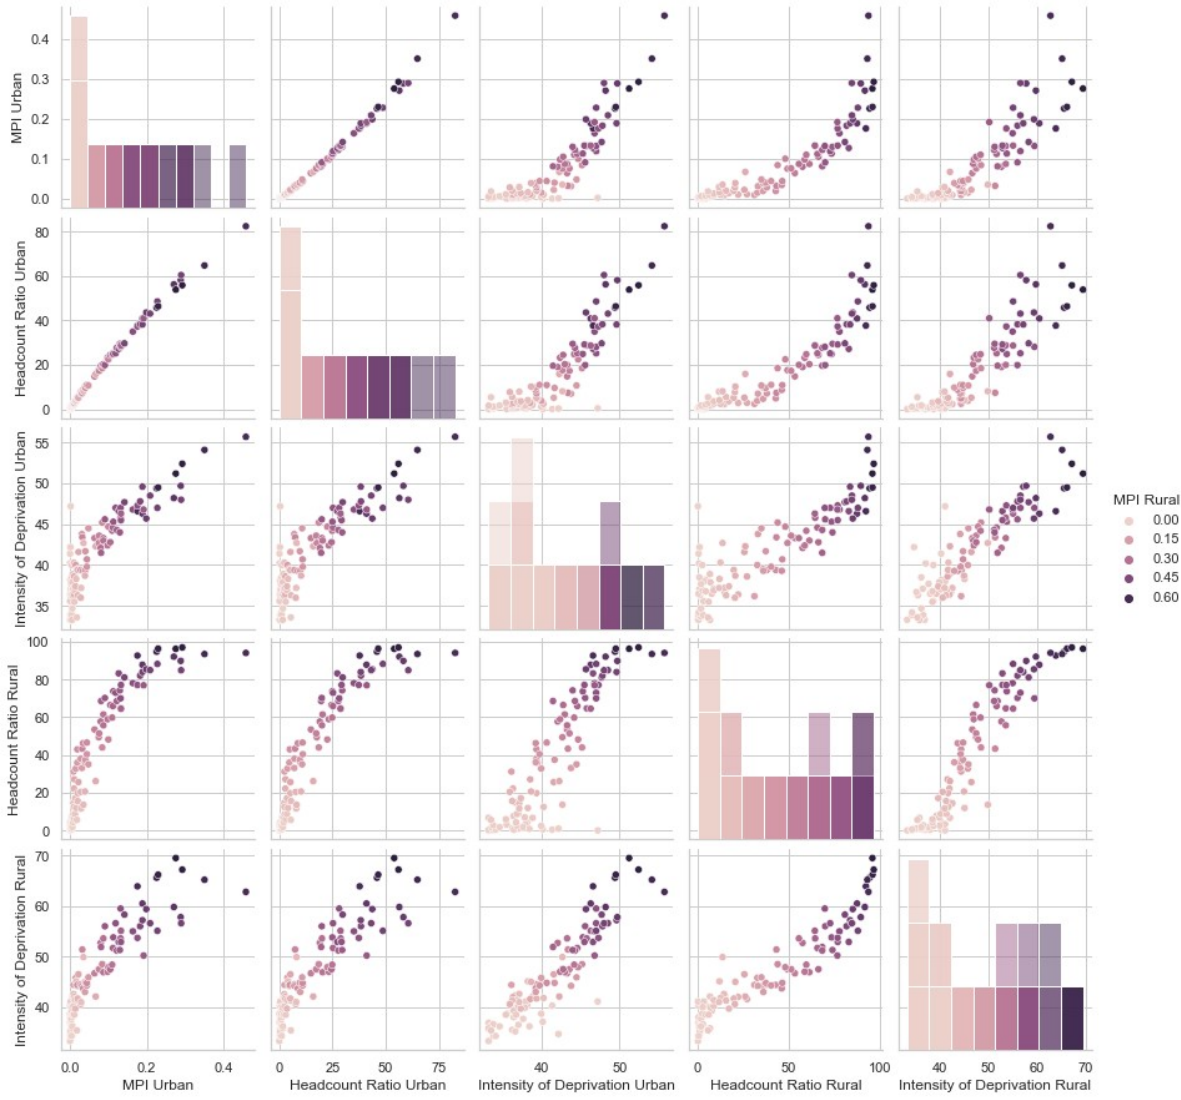 MPI Urban
0.4
0.3
0.2
0.1
0.0
Headcount Ratio Urban
80
60
40
20
0
Intensity of Deprivation Urban
55
50
45
40
35
Headcount Ratio Rural
100
80
60
40
20
0
Intensity of Deprivation Rural
70
60
50
40
0.0 0.2 0.4
MPI Urban
0 25 50 75
Headcount Ratio Urban
40 50
Intensity of Deprivation Urban
0 50 100
Headcount Ratio Rural
40 50 60 70
Intensity of Deprivation Rural
MPI Rural
0.00
0.15
0.30
0.45
0.60